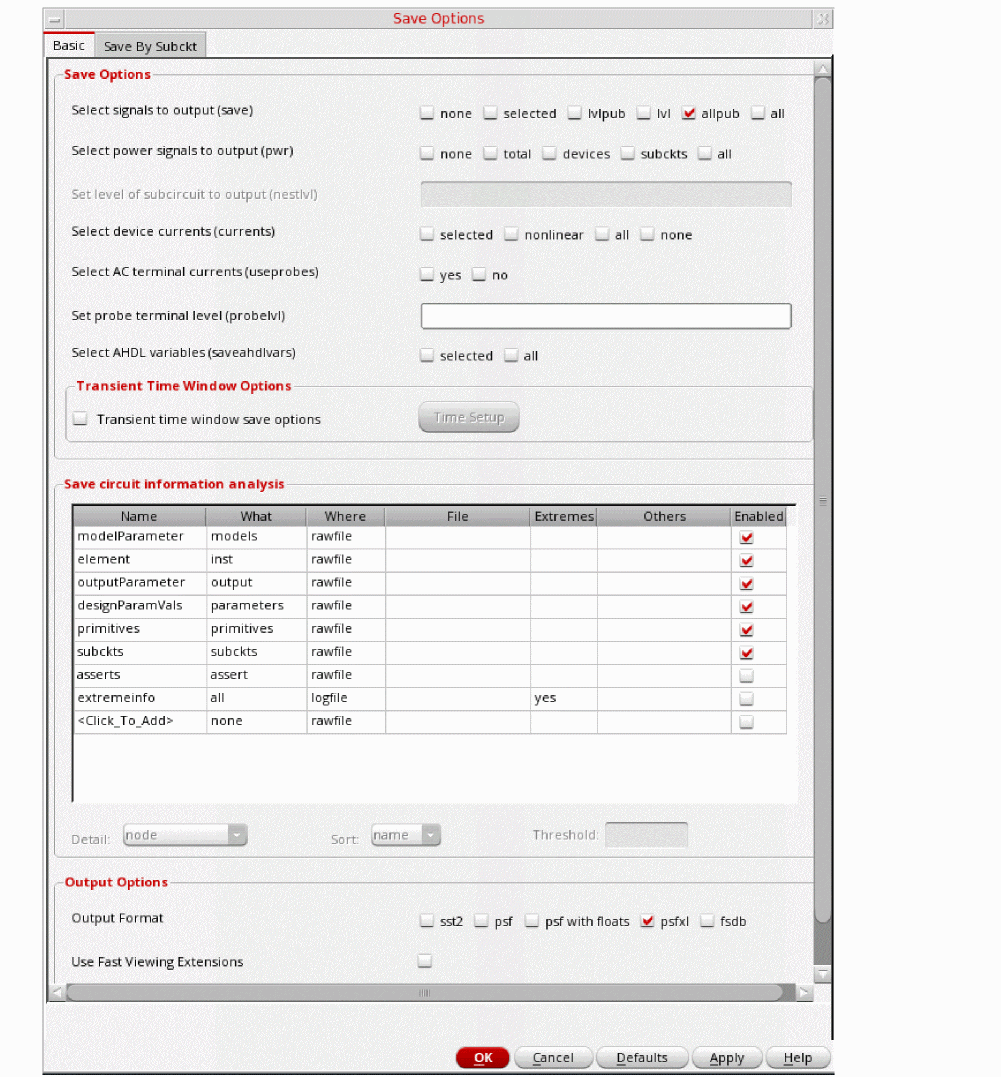 Save Options
Basic Save By Subckt
Save Options
Select signals to output (save) none selected lvlpub lvl allpub all
Select power signals to output (pwr) none total devices subckts all
Set level of subcircuit to output (nestlvl)
Select device currents (currents) selected nonlinear all none
Select AC terminal currents (useprobes) yes no
Set probe terminal level (probelvl)
Select AHDL variables (saveahdlvars) selected all
Transient Time Window Options
Transient time window save options Time Setup
Save circuit information analysis
Name What Where File Extremes Others Enabled
modelParameter models rawfile
element inst rawfile
outputParameter output rawfile
designParamVals parameters rawfile
primitives primitives rawfile
subckts subckts rawfile
asserts assert rawfile
extremeinfo all logfile yes
<Click_To_Add> none rawfile
Detail: node Sort: name Threshold:
Output Options
Output Format sst2 psf psf with floats psfxl fsdb
Use Fast Viewing Extensions
OK Cancel Defaults Apply Help